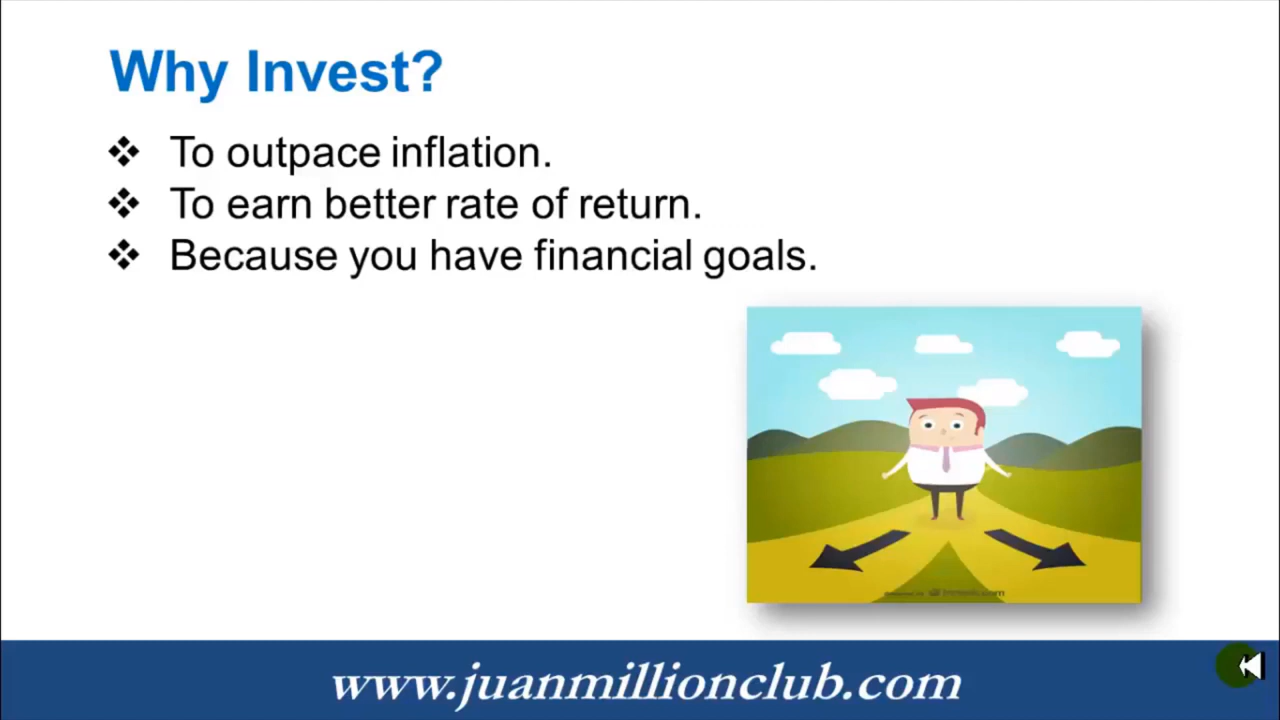 Why Invest?
To outpace inflation.
To earn better rate of return.
Because you have financial goals.
www.juanmillionclub.com